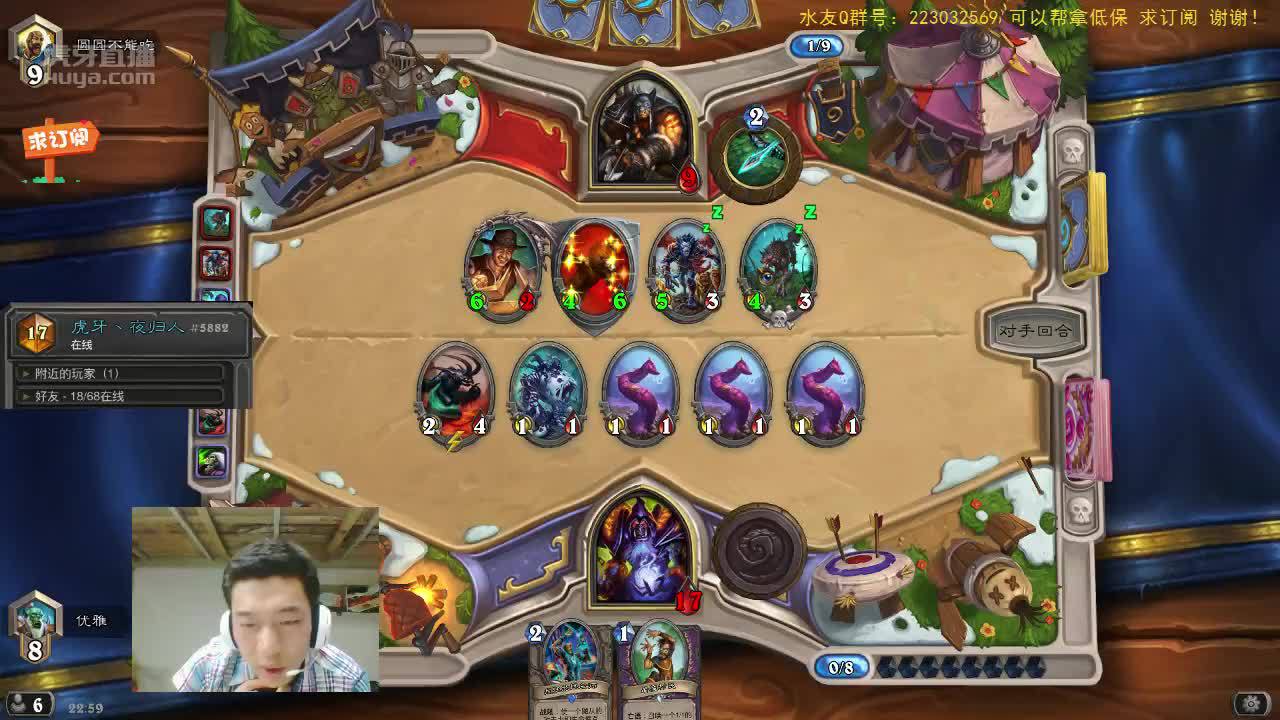 水友Q群号：223032569/可以帮拿低保 求订阅 谢谢！
圆圆不能吃
虎牙直播
huya.com
9
1/9
求订阅
2
9
Z
z
Z
z
6
2
4
6
5
3
4
3
17
虎牙丶夜归人 #5882
在线
附近的玩家（1）
好友 - 18/68在线
对手回合
2
4
1
1
1
1
1
1
1
1
17
优雅
8
2
1
0/8
6
22:59